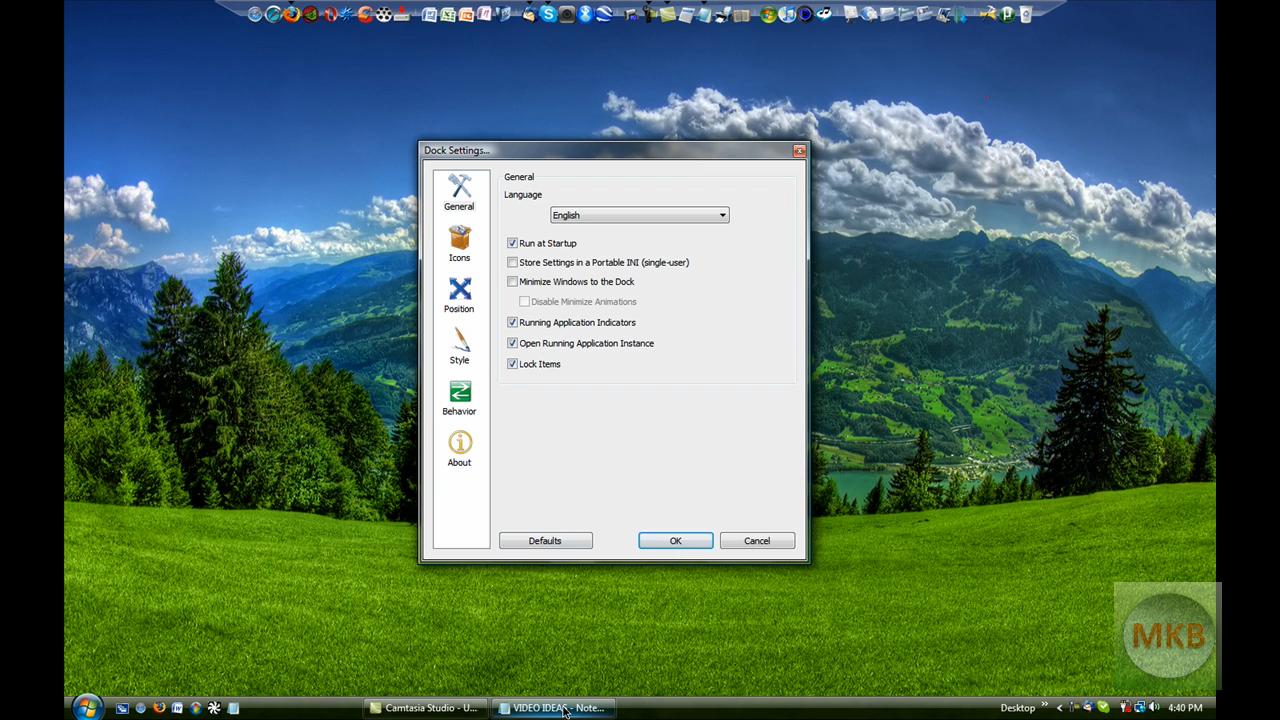 Dock Settings...
General
Icons
Position
Style
Behavior
About
General
Language
English
Run at Startup
Store Settings in a Portable INI (single-user)
Minimize Windows to the Dock
Disable Minimize Animations
Running Application Indicators
Open Running Application Instance
Lock Items
Defaults
OK
Cancel
MKB
Camtasia Studio - U...
VIDEO IDEAS - Note...
Desktop
4:40 PM